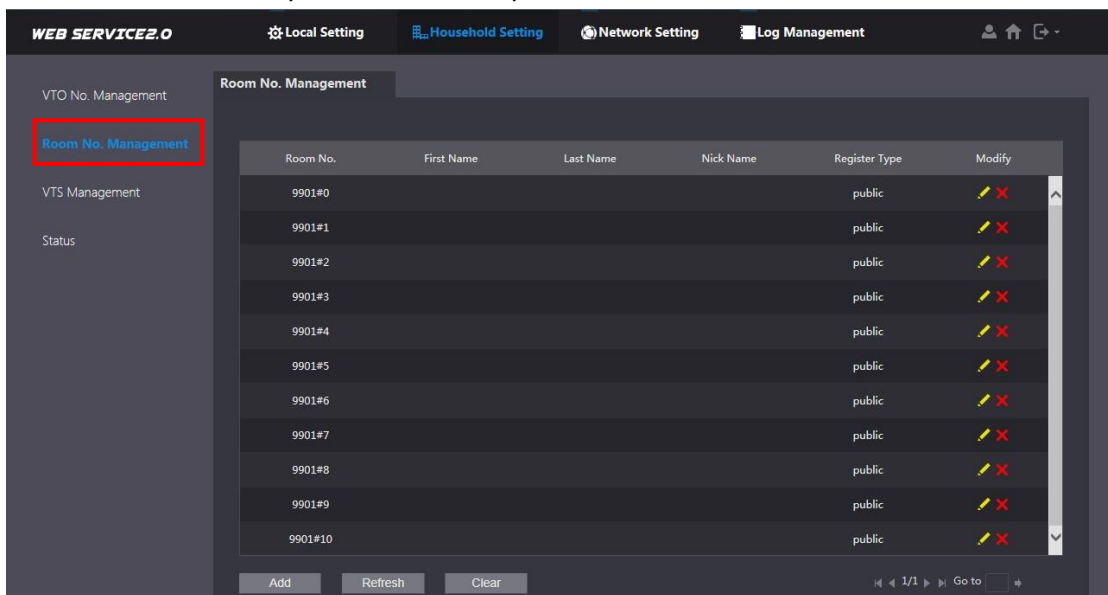 WEB SERVICE2.0
Local Setting
Household Setting
Network Setting
Log Management
VTO No. Management
Room No. Management
VTS Management
Status
Room No. Management
Room No. First Name Last Name Nick Name Register Type Modify
9901#0 public
9901#1 public
9901#2 public
9901#3 public
9901#4 public
9901#5 public
9901#6 public
9901#7 public
9901#8 public
9901#9 public
9901#10 public
Add Refresh Clear 1/1 Go to